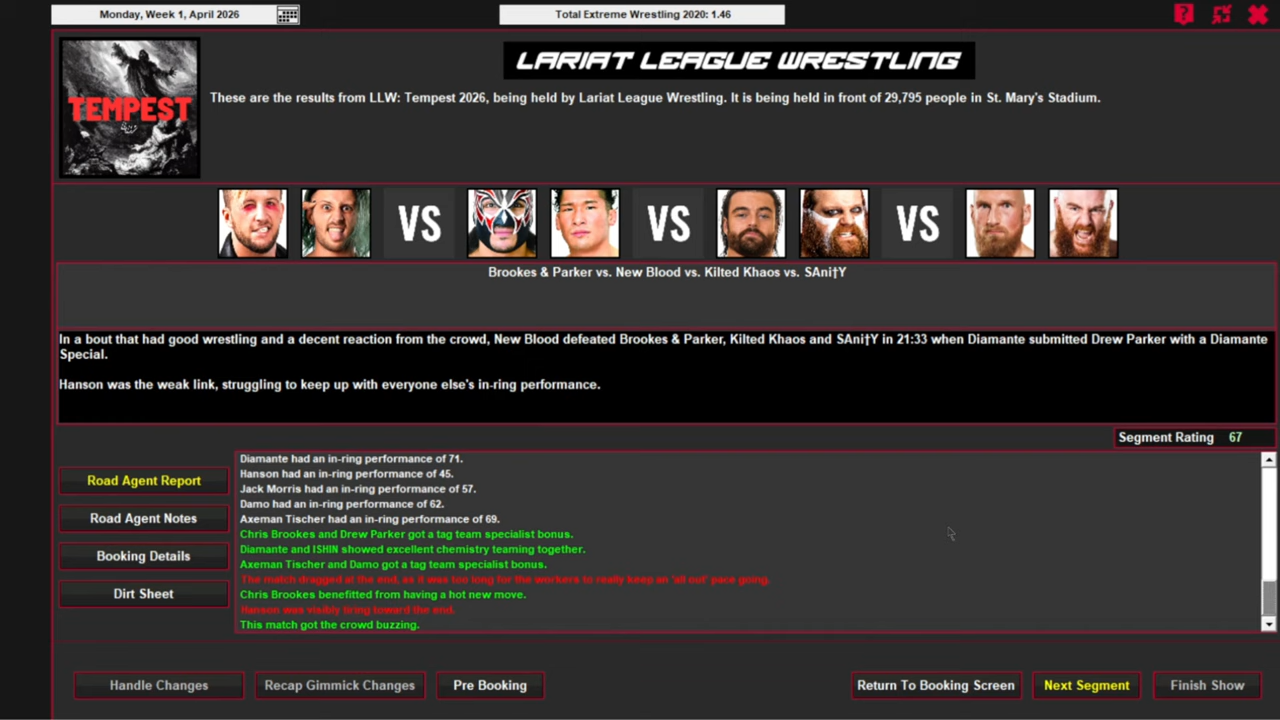 Monday, Week 1, April 2026
Total Extreme Wrestling 2020: 1.46
TEMPEST
LARIAT LEAGUE WRESTLING
These are the results from LLW: Tempest 2026, being held by Lariat League Wrestling. It is being held in front of 29,795 people in St. Mary's Stadium.
VS
VS
VS
Brookes & Parker vs. New Blood vs. Kilted Khaos vs. SAni†Y
In a bout that had good wrestling and a decent reaction from the crowd, New Blood defeated Brookes & Parker, Kilted Khaos and SAni†Y in 21:33 when Diamante submitted Drew Parker with a Diamante
Special.
Hanson was the weak link, struggling to keep up with everyone else's in-ring performance.
Segment Rating 67
Road Agent Report
Road Agent Notes
Booking Details
Dirt Sheet
Diamante had an in-ring performance of 71.
Hanson had an in-ring performance of 45.
Jack Morris had an in-ring performance of 57.
Damo had an in-ring performance of 62.
Axeman Tischer had an in-ring performance of 69.
Chris Brookes and Drew Parker got a tag team specialist bonus.
Diamante and ISHIN showed excellent chemistry teaming together.
Axeman Tischer and Damo got a tag team specialist bonus.
The match dragged at the end, as it was too long for the workers to really keep an 'all out' pace going.
Chris Brookes benefitted from having a hot new move.
Hanson was visibly tiring toward the end.
This match got the crowd buzzing.
Handle Changes
Recap Gimmick Changes
Pre Booking
Return To Booking Screen
Next Segment
Finish Show